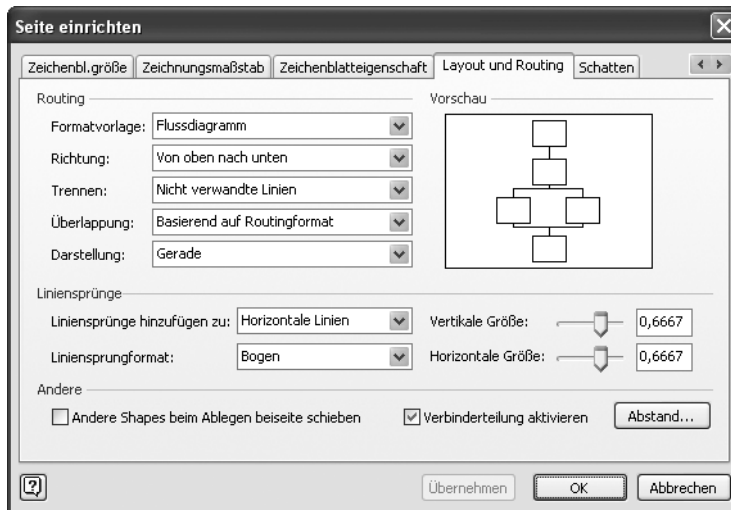 Seite einrichten
Zeichenbl.größe Zeichnungsmaßstab Zeichenblatteigenschaft Layout und Routing Schatten
Routing
Formatvorlage: Flussdiagramm
Richtung: Von oben nach unten
Trennen: Nicht verwandte Linien
Überlappung: Basierend auf Routingformat
Darstellung: Gerade
Vorschau
Liniensprünge
Liniensprünge hinzufügen zu: Horizontale Linien Vertikale Größe: 0,6667
Liniensprungformat: Bogen Horizontale Größe: 0,6667
Andere
Andere Shapes beim Ablegen beiseite schieben Verbinderteilung aktivieren Abstand...
? Übernehmen OK Abbrechen